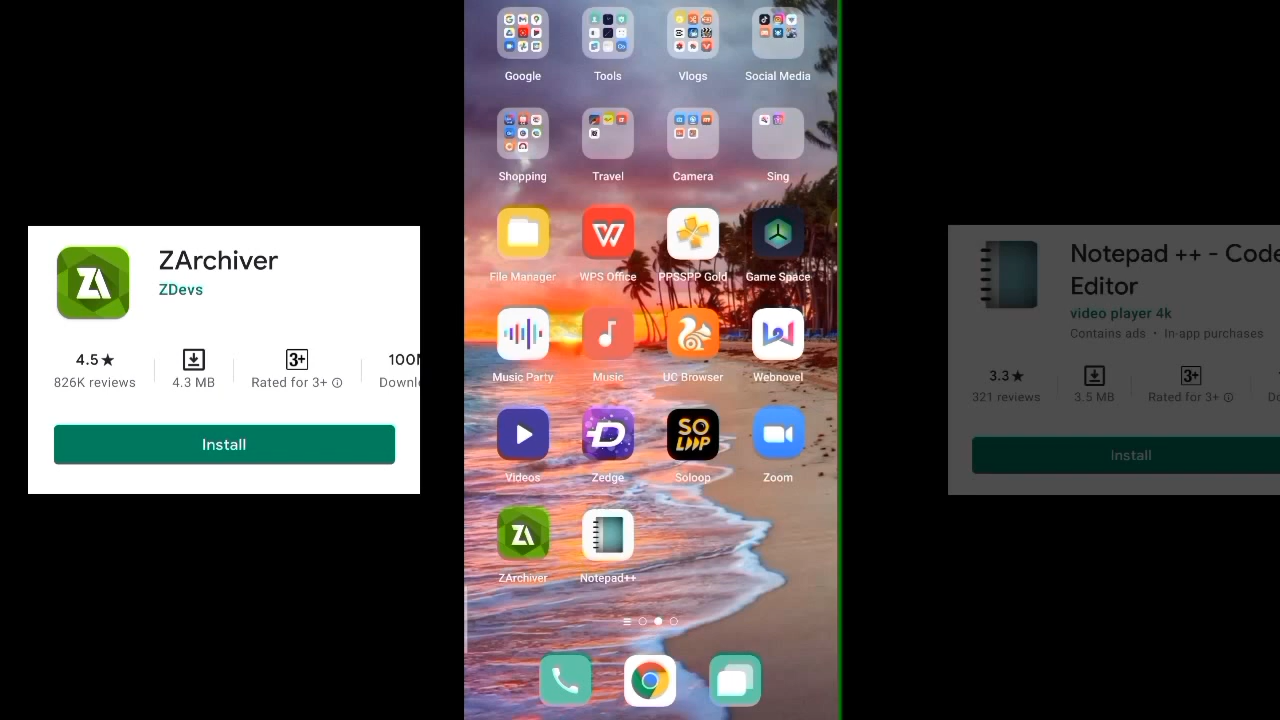 ZArchiver
ZDevs
4.5★
826K reviews
4.3 MB
3+
Rated for 3+
Install
Google
Tools
Vlogs
Social Media
Shopping
Travel
Camera
Sing
File Manager
WPS Office
PPSSPP Gold
Game Space
Music Party
Music
UC Browser
Webnovel
SO
LOOP
Videos
Zedge
Soloop
Zoom
ZA
ZArchiver
Notepad++
Notepad ++ - Code
Editor
video player 4k
Contains ads • In-app purchases
3.3★
321 reviews
3.5 MB
3+
Rated for 3+
Install